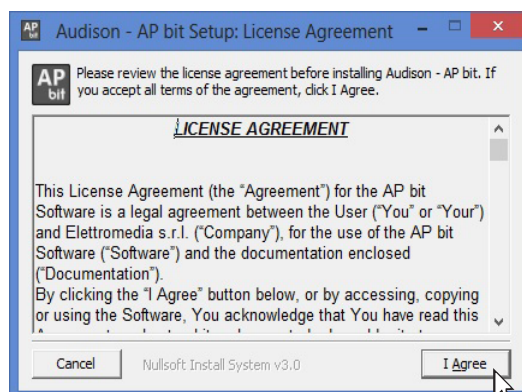 AP bit
Audison - AP bit Setup: License Agreement
AP bit
Please review the license agreement before installing Audison - AP bit. If
you accept all terms of the agreement, click I Agree.
LICENSE AGREEMENT
This License Agreement (the “Agreement”) for the AP bit
Software is a legal agreement between the User (“You” or “Your”)
and Elettromedia s.r.l. (“Company”), for the use of the AP bit
Software (“Software”) and the documentation enclosed
(“Documentation”).
By clicking the “I Agree” button below, or by accessing, copying
or using the Software, You acknowledge that You have read this
Cancel
Nullsoft Install System v3.0
I Agree